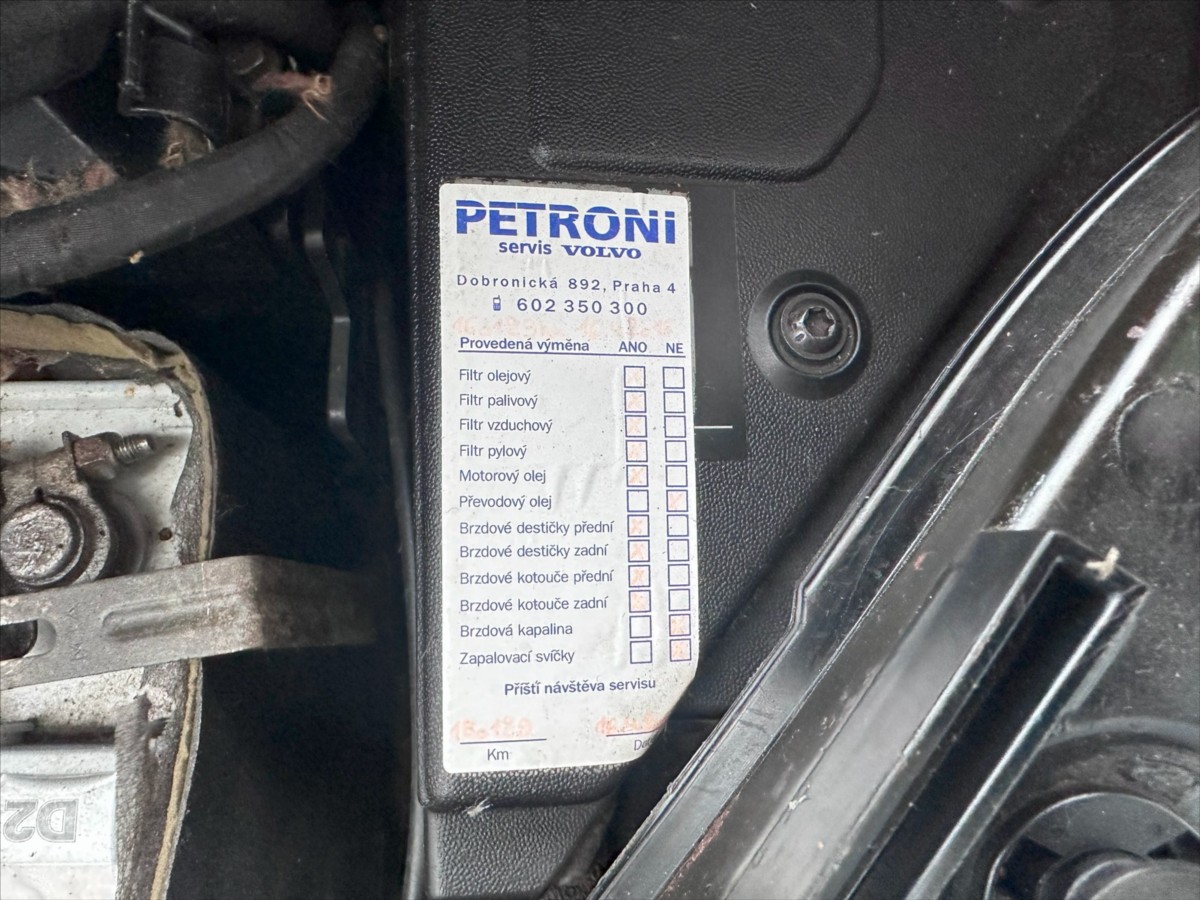 PETRONI
servis VOLVO
Dobronická 892, Praha 4
602 350 300
Provedená výměna ANO NE
Filtr olejový
Filtr palivový
Filtr vzduchový
Filtr pylový
Motorový olej
Převodový olej
Brzdové destičky přední
Brzdové destičky zadní
Brzdové kotouče přední
Brzdové kotouče zadní
Brzdová kapalina
Zapalovací svíčky
Příští návštěva servisu
Km
D2